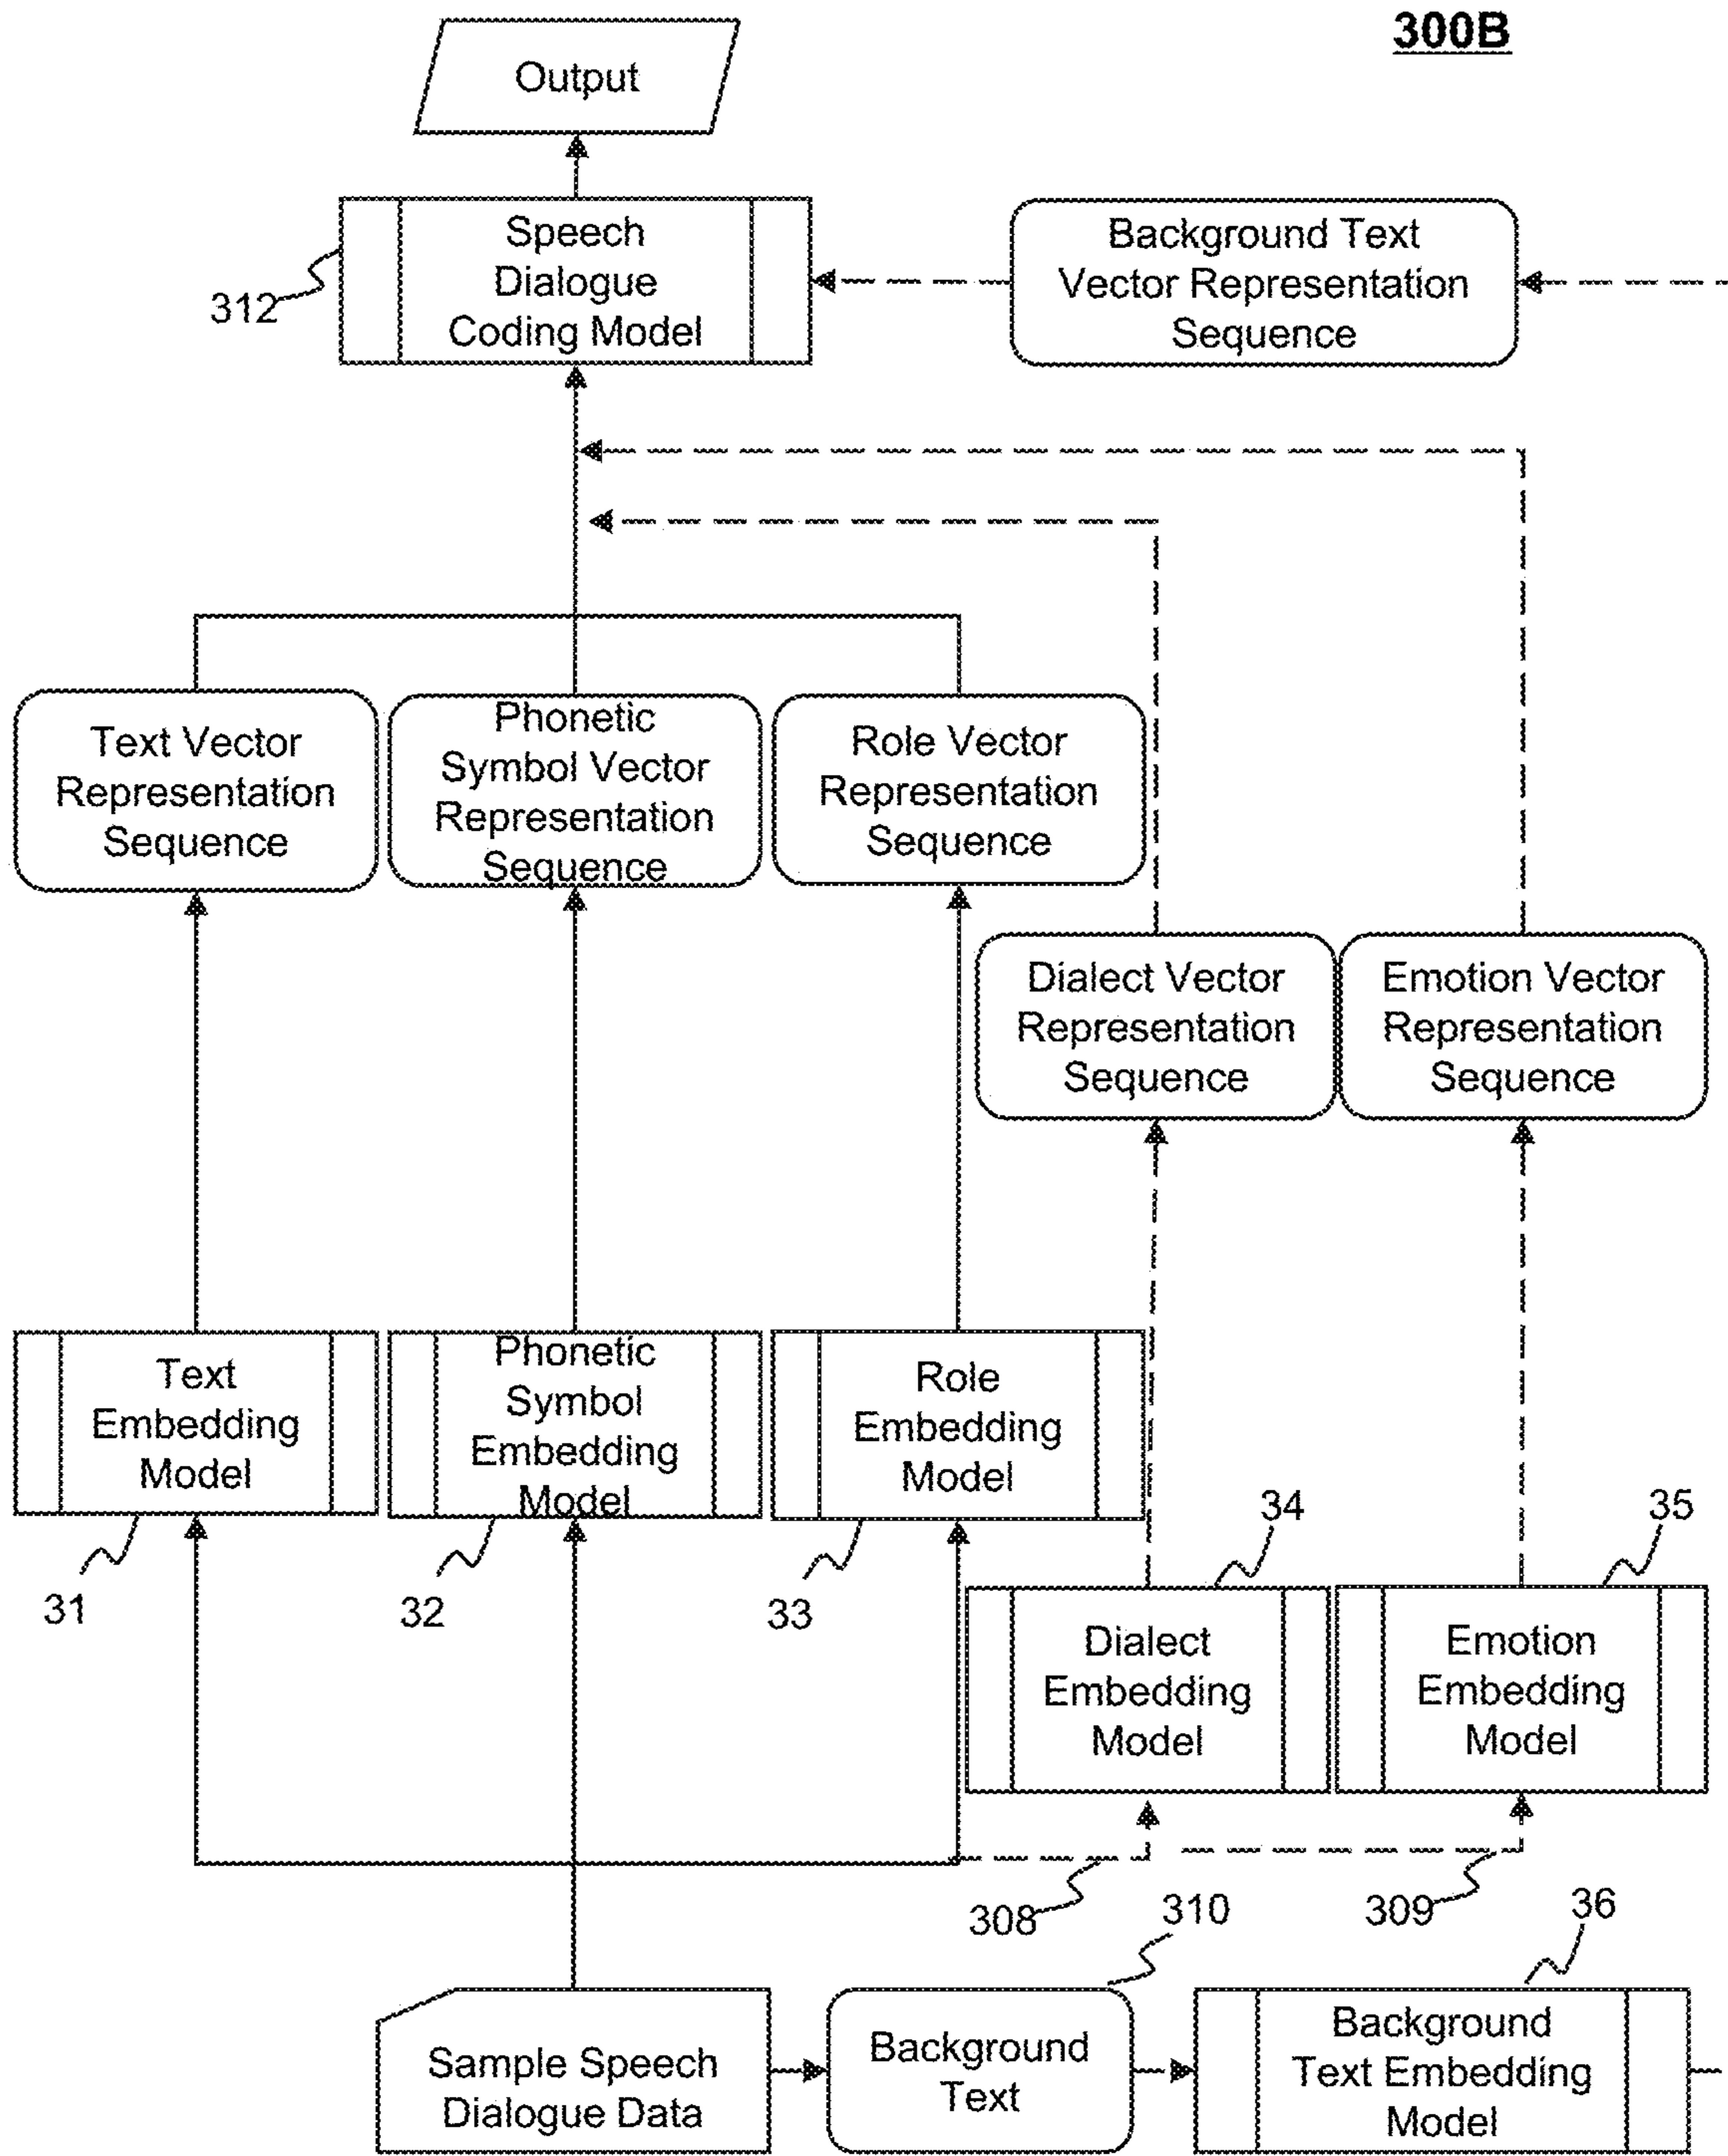 300B
Output
Speech
Dialogue
Coding Model
312
Background Text
Vector Representation
Sequence
Text Vector
Representation
Sequence
Phonetic
Symbol Vector
Representation
Sequence
Role Vector
Representation
Sequence
Dialect Vector
Representation
Sequence
Emotion Vector
Representation
Sequence
Text
Embedding
Model
31
Phonetic
Symbol
Embedding
Model
32
Role
Embedding
Model
33
34
Dialect
Embedding
Model
35
Emotion
Embedding
Model
308
309
310
36
Sample Speech
Dialogue Data
Background
Text
Background
Text Embedding
Model